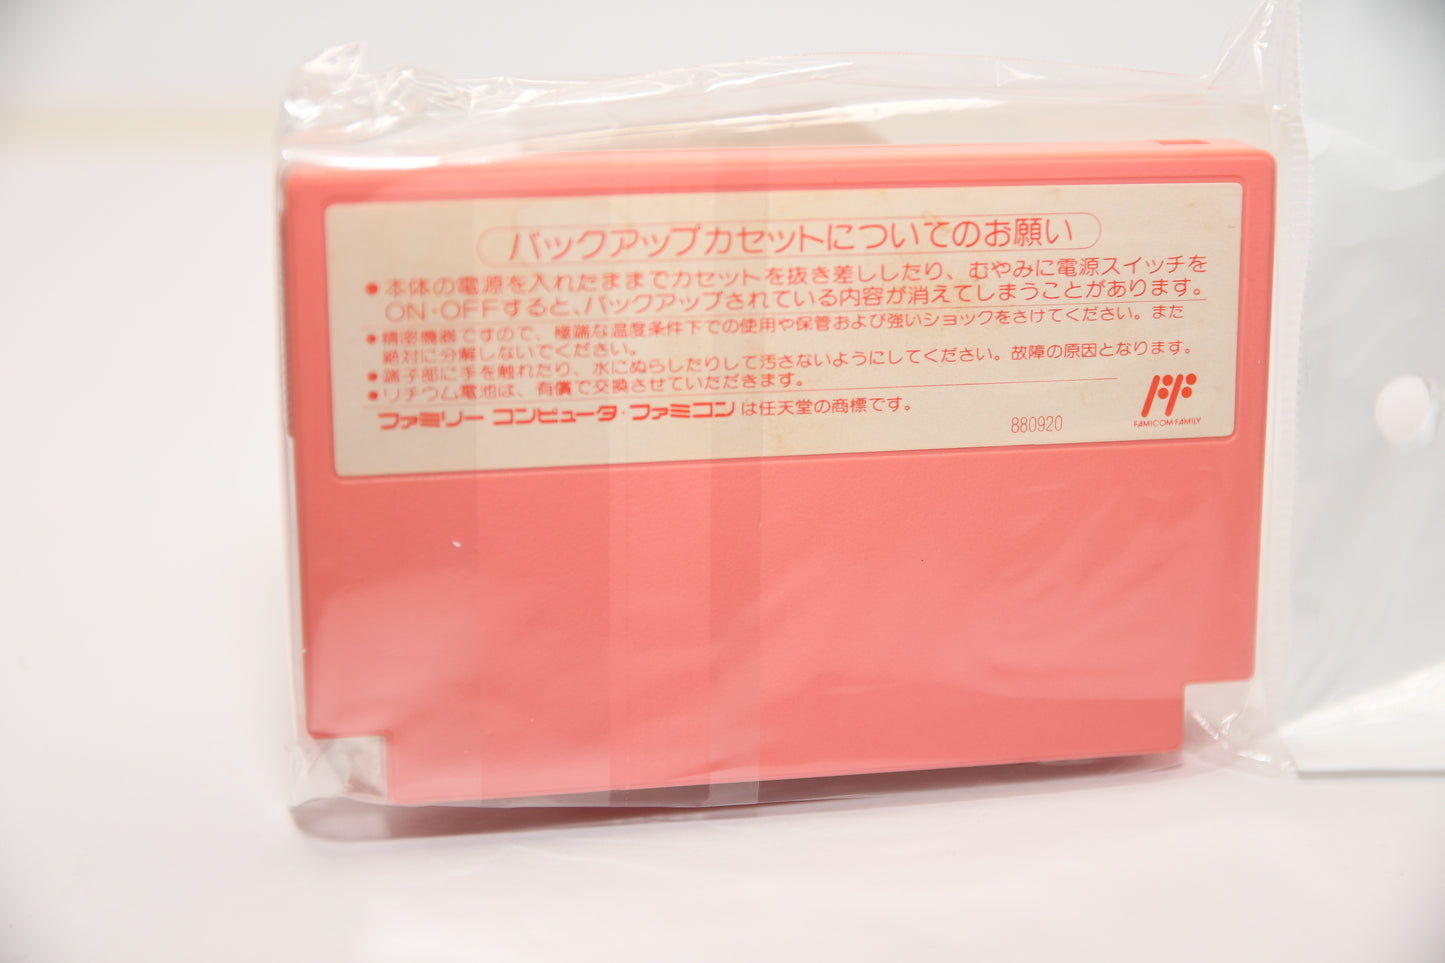 バックアップカセットについてのお願い
●本体の電源を入れたままでカセットを抜き差ししたり、むやみに電源スイッチを
ON・OFFすると、バックアップされている内容が消えてしまうことがあります。
●精密機器ですので、極端な温度条件下での使用や保管および強いショックをさけてください。また
絶対に分解しないでください。
●端子部に手を触れたり、水にぬらしたりして汚さないようにしてください。故障の原因となります。
●リチウム電池は、有償で交換させていただきます。
ファミリー コンピュータ・ファミコンは任天堂の商標です。
880920
FAMICOM FAMILY